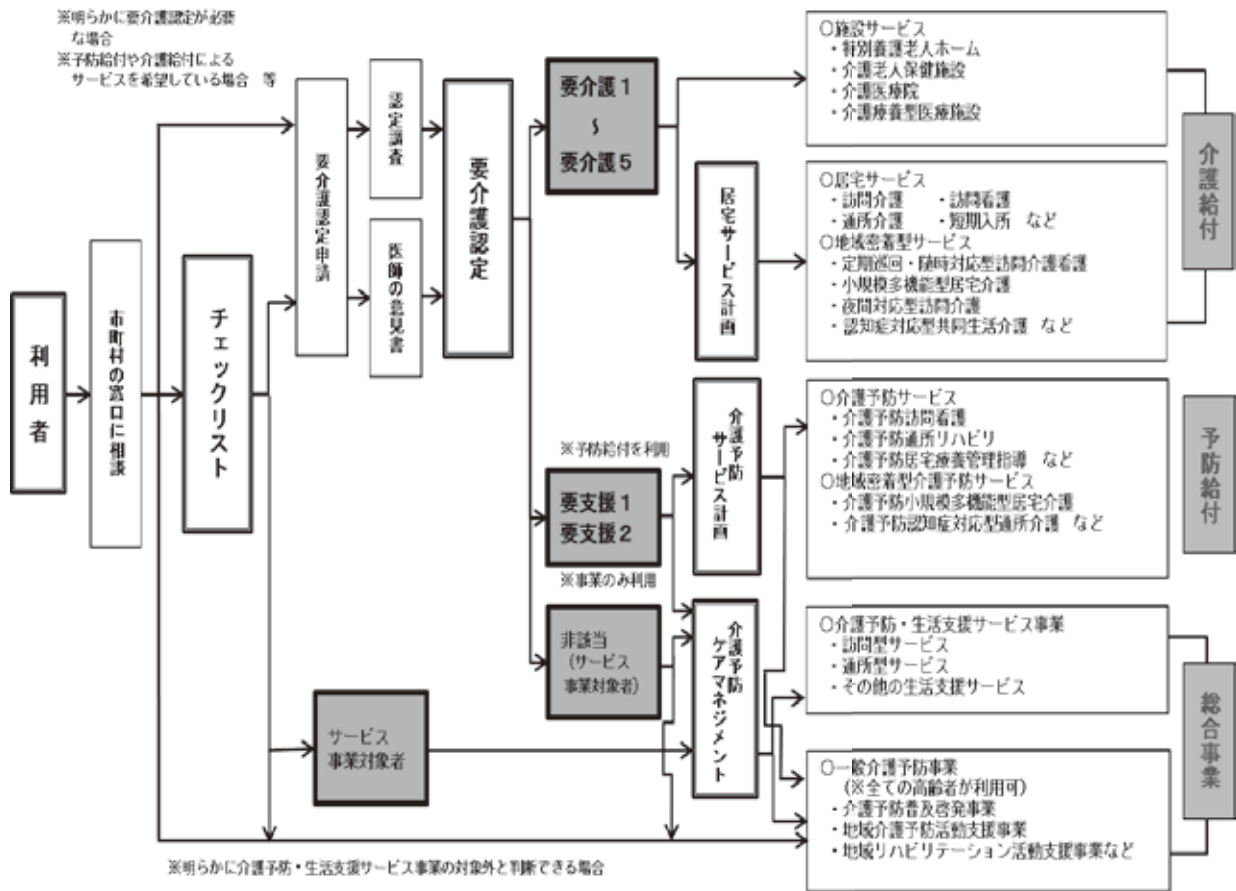 ※明らかに要介護認定が必要
な場合
※予防給付や介護給付による
サービスを希望している場合　等
利用者
市町村の窓口に相談
チェックリスト
要介護認定申請
認定調査
医師の意見書
要介護認定
要介護1
～
要介護5
※予防給付を利用
要支援1
要支援2
※事業のみ利用
非該当
(サービス
事業対象者)
サービス
事業対象者
居宅サービス計画
介護予防
サービス計画
介護予防
ケアマネジメント
○施設サービス
・特別養護老人ホーム
・介護老人保健施設
・介護医療院
・介護療養型医療施設
○居宅サービス
・訪問介護　・訪問看護
・通所介護　・短期入所　など
○地域密着型サービス
・定期巡回・随時対応型訪問介護看護
・小規模多機能型居宅介護
・夜間対応型訪問介護
・認知症対応型共同生活介護　など
介護給付
○介護予防サービス
・介護予防訪問看護
・介護予防通所リハビリ
・介護予防居宅療養管理指導　など
○地域密着型介護予防サービス
・介護予防小規模多機能型居宅介護
・介護予防認知症対応型通所介護　など
予防給付
○介護予防・生活支援サービス事業
・訪問型サービス
・通所型サービス
・その他の生活支援サービス
○一般介護予防事業
(※全ての高齢者が利用可)
・介護予防普及啓発事業
・地域介護予防活動支援事業
・地域リハビリテーション活動支援事業など
総合事業
※明らかに介護予防・生活支援サービス事業の対象外と判断できる場合